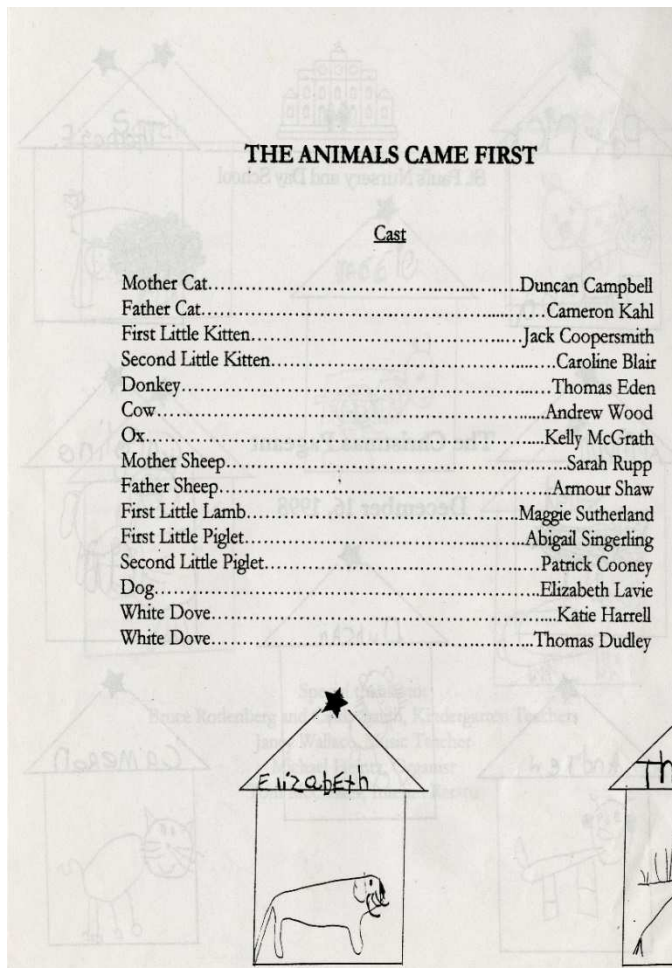 THE ANIMALS CAME FIRST
Cast
Mother Cat........................................Duncan Campbell
Father Cat........................................Cameron Kahl
First Little Kitten........................................Jack Coopersmith
Second Little Kitten........................................Caroline Blair
Donkey........................................Thomas Eden
Cow........................................Andrew Wood
Ox........................................Kelly McGrath
Mother Sheep........................................Sarah Rupp
Father Sheep........................................Armour Shaw
First Little Lamb........................................Maggie Sutherland
First Little Piglet........................................Abigail Singerling
Second Little Piglet........................................Patrick Cooney
Dog........................................Elizabeth Lavie
White Dove........................................Katie Harrell
White Dove........................................Thomas Dudley
ElizabEth
Th